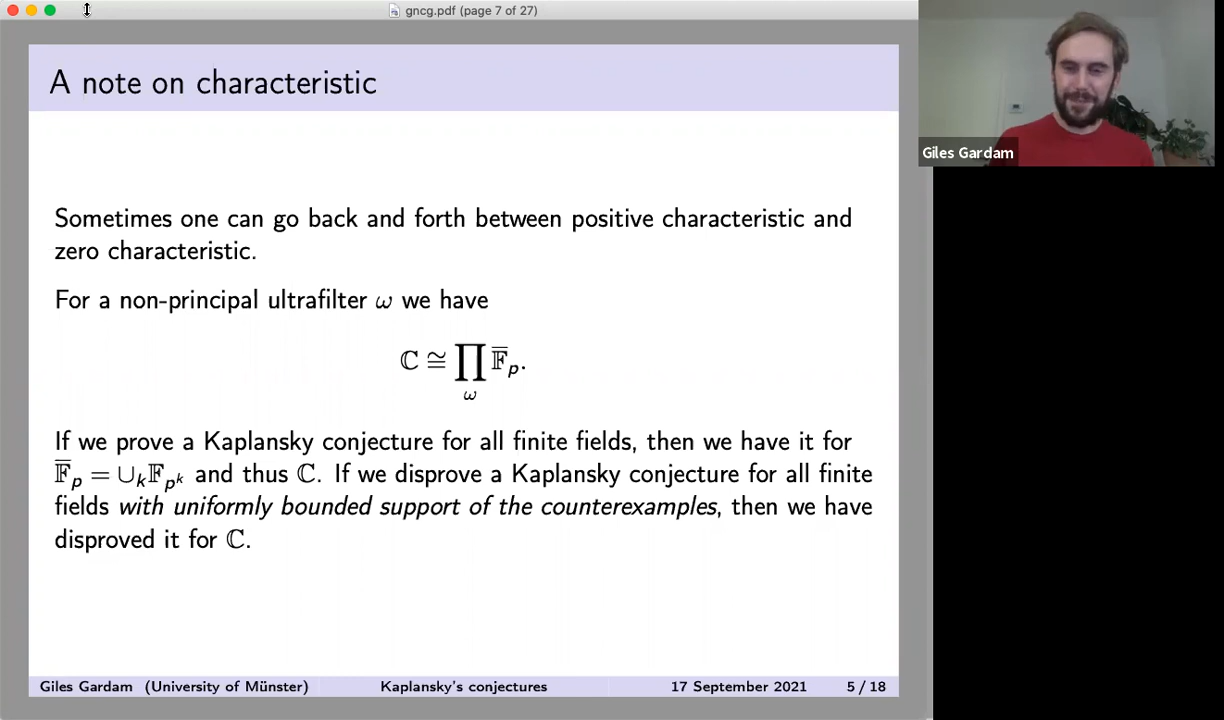 gncg.pdf (page 7 of 27)
A note on characteristic
Giles Gardam
Sometimes one can go back and forth between positive characteristic and
zero characteristic.
For a non-principal ultrafilter ω we have
ℂ ≅ ∏_ω 𝔽̅_p.
If we prove a Kaplansky conjecture for all finite fields, then we have it for
𝔽̅_p = ∪_k 𝔽_{p^k} and thus ℂ. If we disprove a Kaplansky conjecture for all finite
fields with uniformly bounded support of the counterexamples, then we have
disproved it for ℂ.
Giles Gardam (University of Münster) Kaplansky's conjectures 17 September 2021 5 / 18